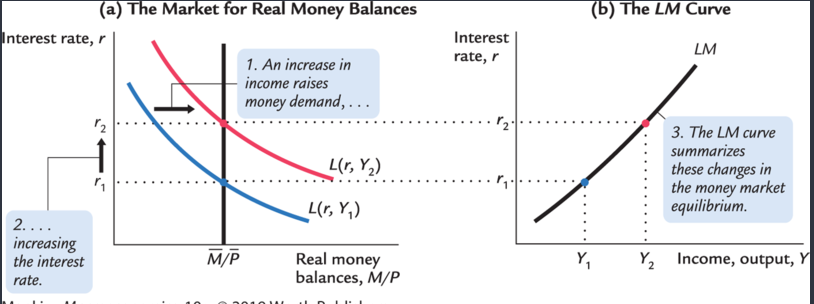 (a) The Market for Real Money Balances
Interest rate, r
1. An increase in
income raises
money demand, . . .
r₂
r₁
L(r, Y₂)
L(r, Y₁)
2. . . .
increasing
the interest
rate.
M̅/P̅
Real money
balances, M/P
(b) The LM Curve
Interest
rate, r
LM
r₂
r₁
3. The LM curve
summarizes
these changes in
the money market
equilibrium.
Y₁
Y₂
Income, output, Y